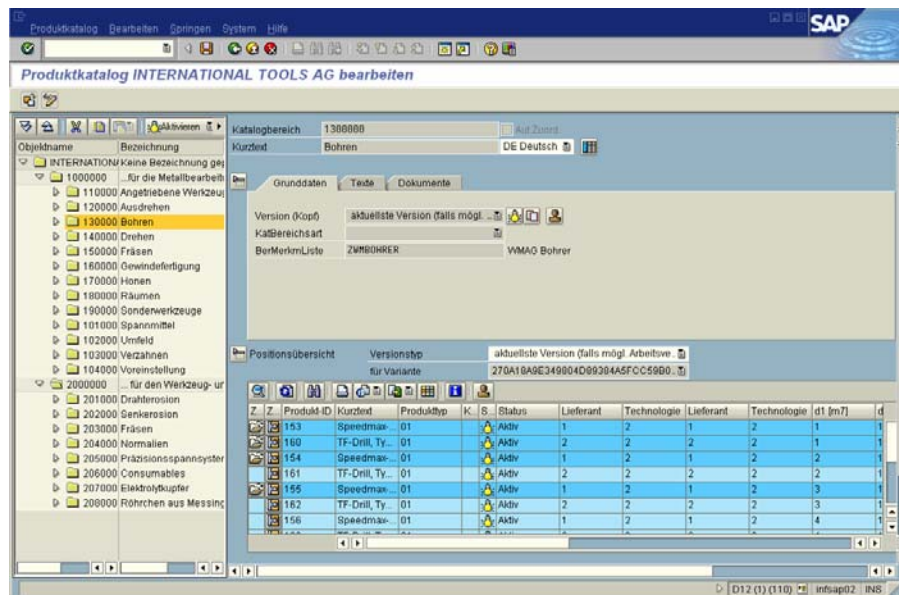 Produktkatalog Bearbeiten Springen System Hilfe
SAP
Produktkatalog INTERNATIONAL TOOLS AG bearbeiten
Aktivieren
Objektname Bezeichnung
INTERNATION Keine Bezeichnung ge
1000000 ...für die Metallbearbeit
110000 Angetriebene Werkzeu
120000 Ausdrehen
130000 Bohren
140000 Drehen
150000 Fräsen
160000 Gewindefertigung
170000 Honen
180000 Räumen
190000 Sonderwerkzeuge
101000 Spannmittel
102000 Umfeld
103000 Verzahnen
104000 Voreinstellung
2000000 ... für den Werkzeug- ur
201000 Drahterosion
202000 Senkerosion
203000 Fräsen
204000 Normalien
205000 Präzisionsspannsyster
206000 Consumables
207000 Elektrolytkupfer
208000 Röhrchen aus Messing
Katalogbereich 1300000 Aut Zuord.
Kurztext Bohren DE Deutsch
Grunddaten Texte Dokumente
Version (Kopf) aktuellste Version (falls mögl. ...
KatBereichsart
BerMerkmListe ZWMBOHRER WMAG Bohrer
Positionsübersicht Versionstyp aktuellste Version (falls mögl. Arbeitsve..
für Variante
Z.. Z.. Produkt-ID Kurztext Produkttyp K.. S.. Status Lieferant Technologie Lieferant Technologie d1 [m7] d
153 Speedmax-... 01 Aktiv 1 2 1 2 1 1
160 TF-Drill, Ty... 01 Aktiv 2 2 2 2 1 1
154 Speedmax-... 01 Aktiv 1 2 1 2 2 1
161 TF-Drill, Ty... 01 Aktiv 2 2 2 2 2 1
155 Speedmax-... 01 Aktiv 1 2 1 2 3 1
162 TF-Drill, Ty... 01 Aktiv 2 2 2 2 3 1
156 Speedmax-... 01 Aktiv 1 2 1 2 4 1
D12 (1) (110) infsap02 INS